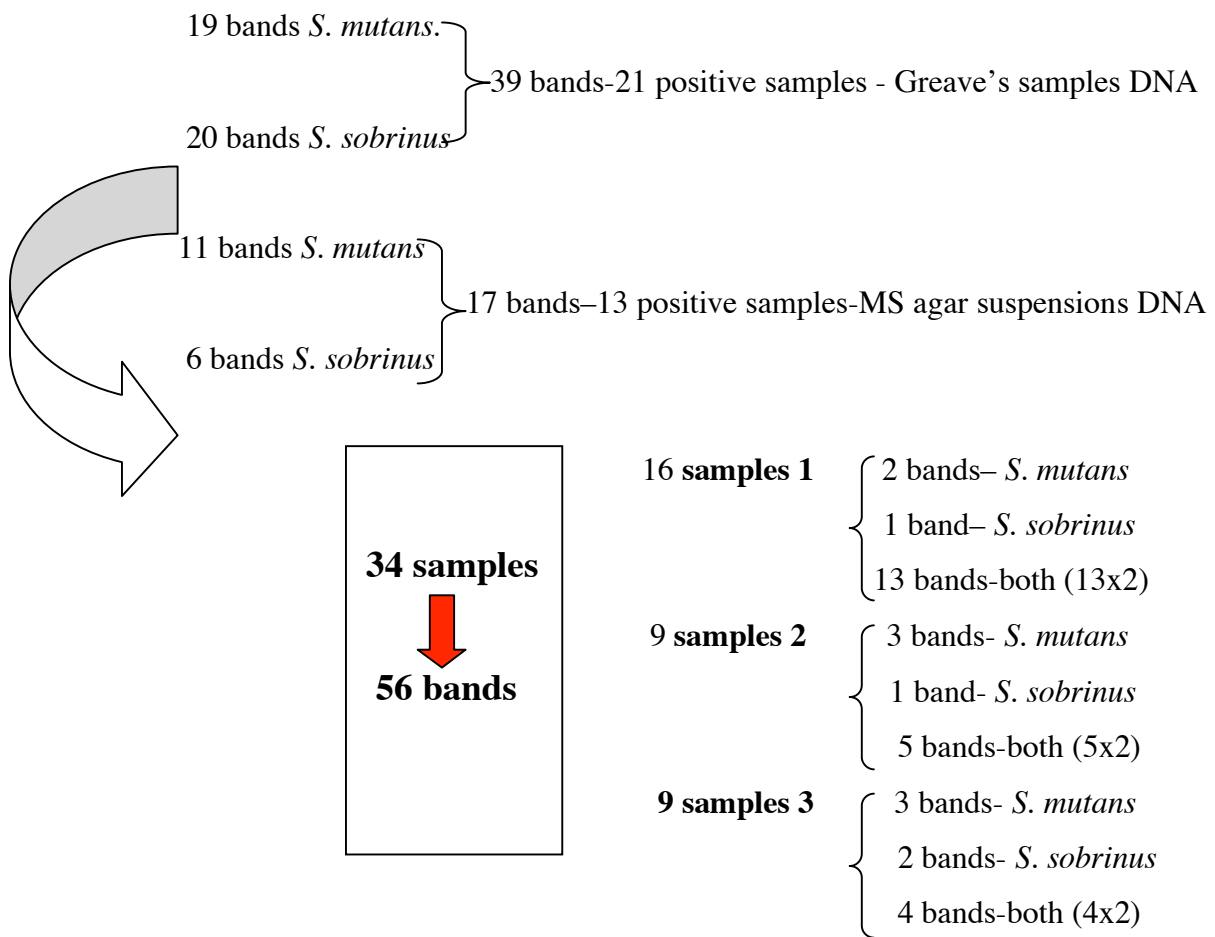 19 bands S. mutans.
39 bands-21 positive samples - Greave’s samples DNA
20 bands S. sobrinus
11 bands S. mutans
17 bands–13 positive samples-MS agar suspensions DNA
6 bands S. sobrinus
34 samples
56 bands
16 samples 1
2 bands– S. mutans
1 band– S. sobrinus
13 bands-both (13x2)
9 samples 2
3 bands- S. mutans
1 band- S. sobrinus
5 bands-both (5x2)
9 samples 3
3 bands- S. mutans
2 bands- S. sobrinus
4 bands-both (4x2)